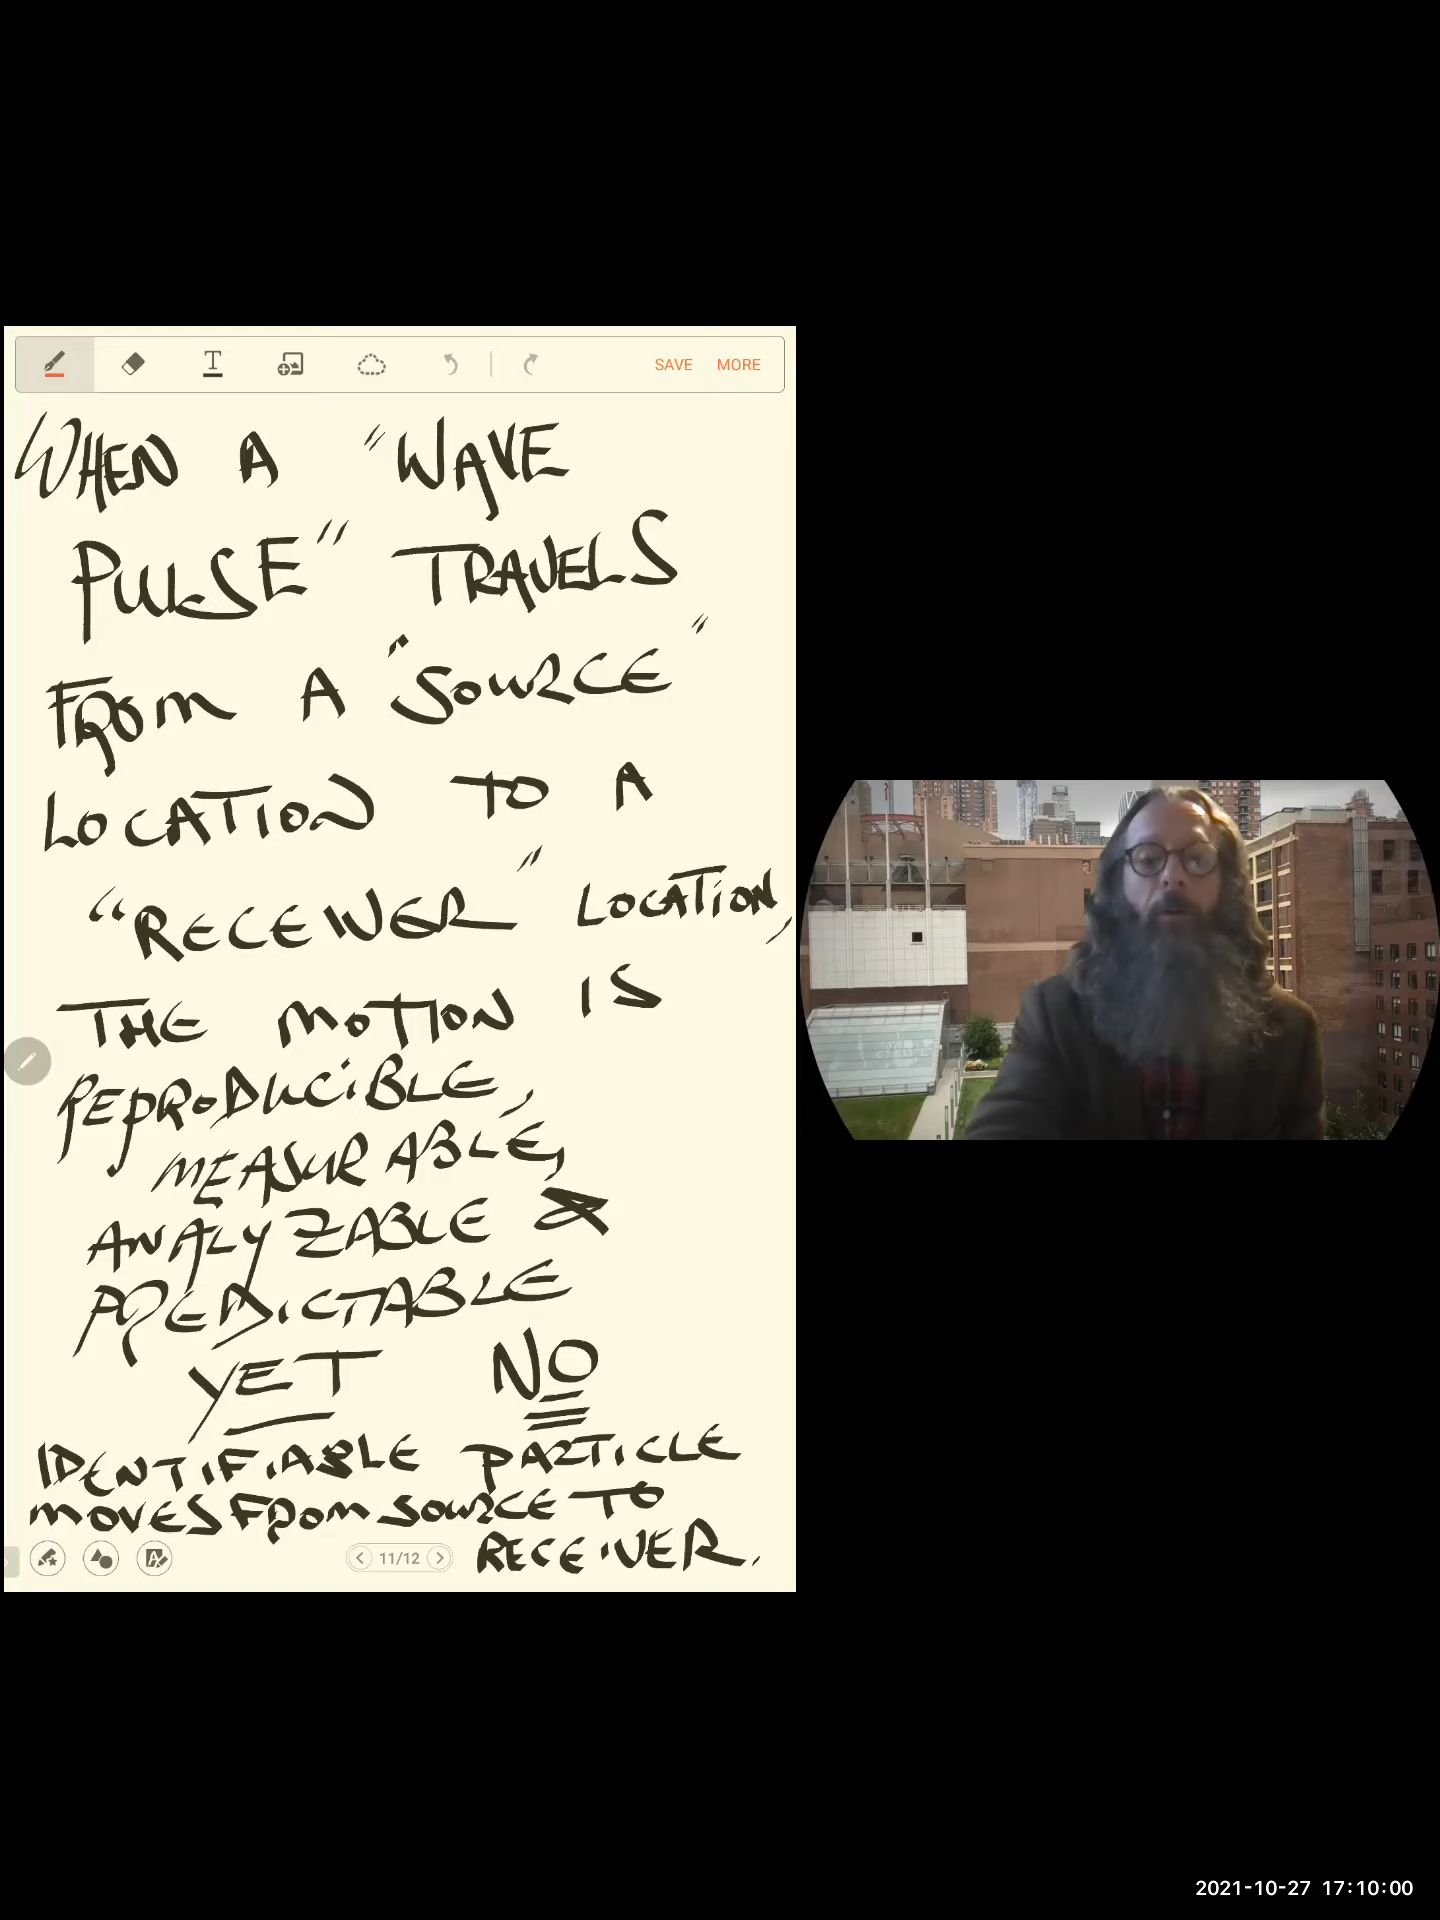 T
SAVE MORE
WHEN A "WAVE
PULSE" TRAVELS
FROM A "SOURCE"
LOCATION TO A
"RECEIVER" LOCATION,
THE MOTION IS
REPRODUCIBLE,
MEASURABLE,
ANALYZABLE &
PREDICTABLE
YET NO
IDENTIFIABLE PARTICLE
MOVES FROM SOURCE TO
RECEIVER.
A
11/12
2021-10-27 17:10:00